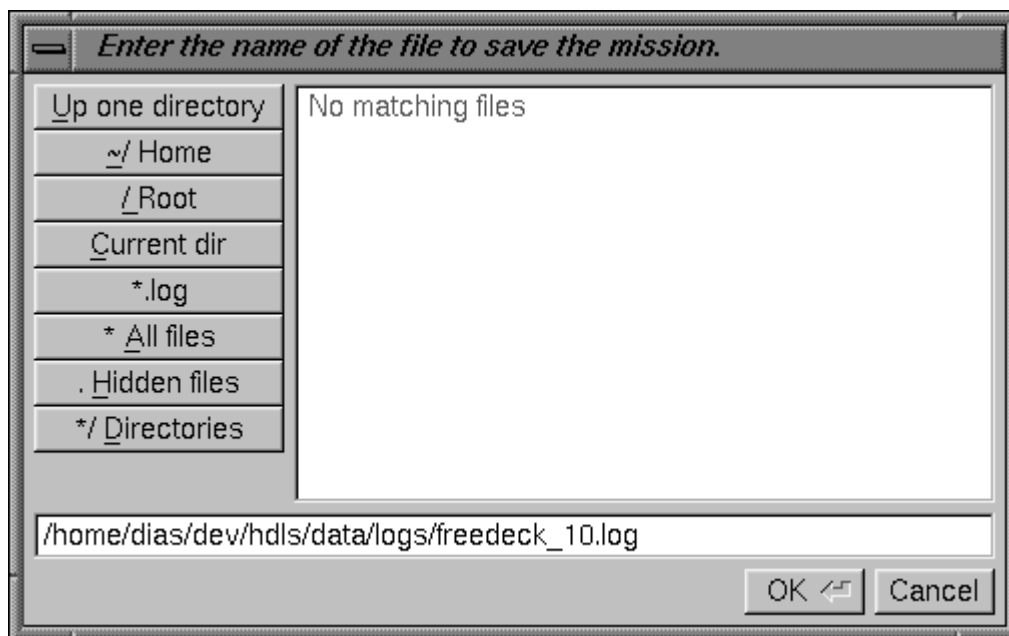 Enter the name of the file to save the mission.
Up one directory
No matching files
~/ Home
/ Root
Current dir
*.log
* All files
. Hidden files
*/ Directories
/home/dias/dev/hdls/data/logs/freedeck_10.log
OK
Cancel